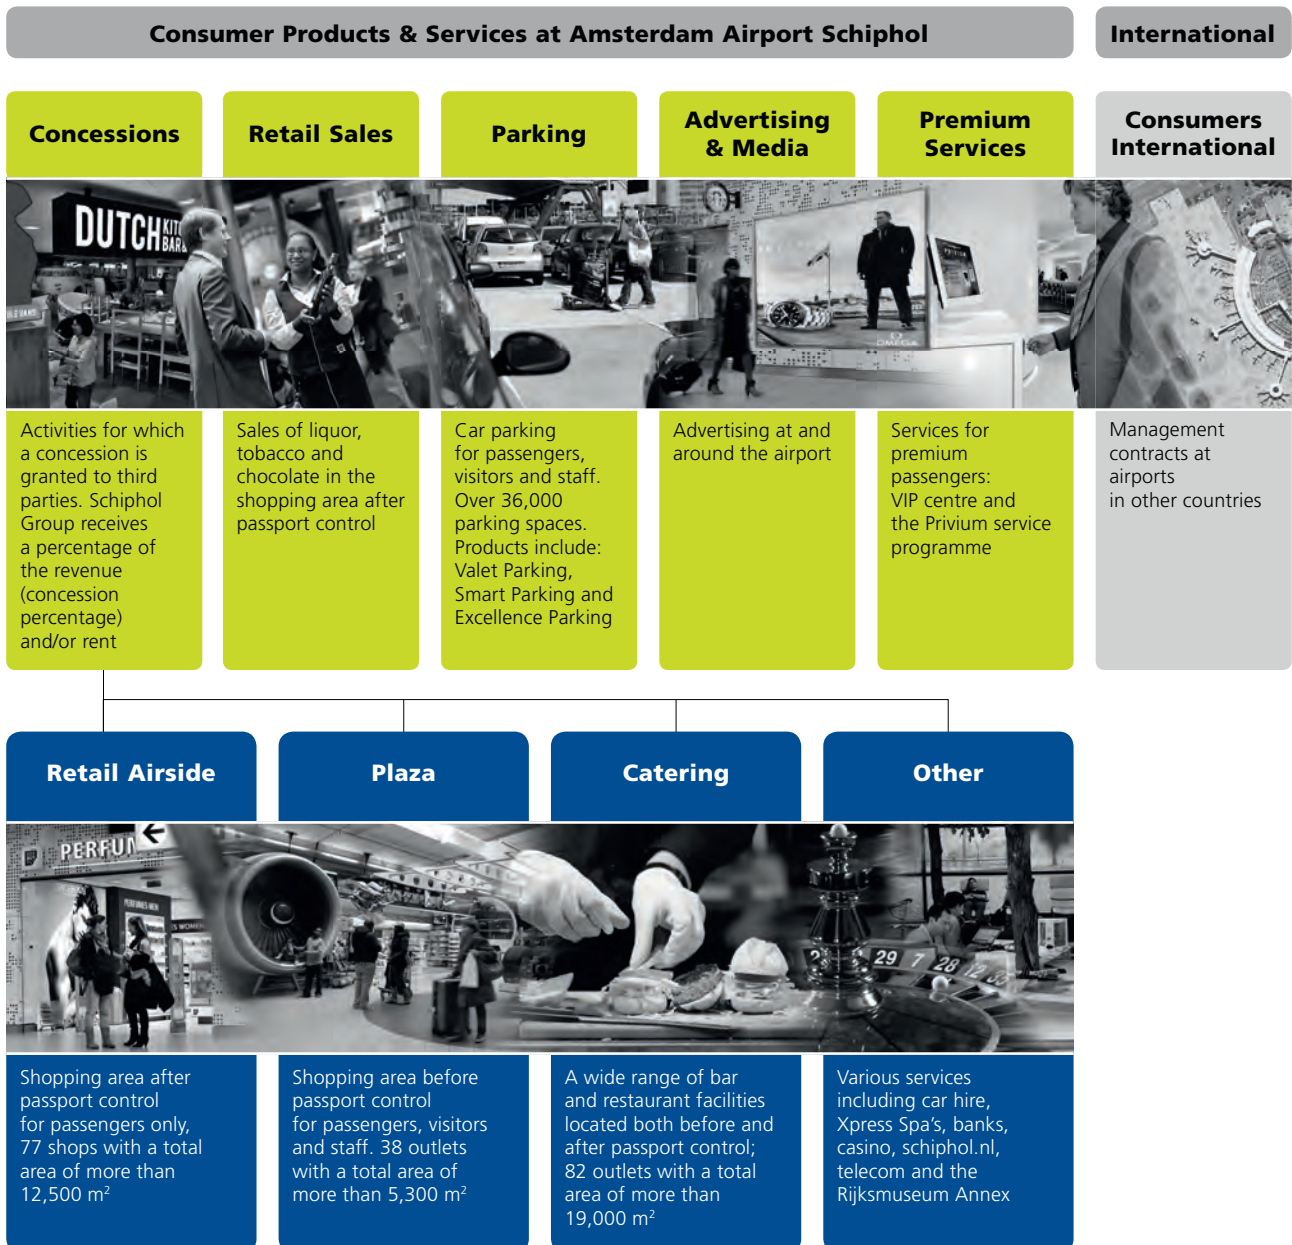 Consumer Products & Services at Amsterdam Airport Schiphol
International
Concessions
Retail Sales
Parking
Advertising
& Media
Premium
Services
Consumers
International
DUTCH
OMEGA
Activities for which
a concession is
granted to third
parties. Schiphol
Group receives
a percentage of
the revenue
(concession
percentage)
and/or rent
Sales of liquor,
tobacco and
chocolate in the
shopping area after
passport control
Car parking
for passengers,
visitors and staff.
Over 36,000
parking spaces.
Products include:
Valet Parking,
Smart Parking and
Excellence Parking
Advertising at and
around the airport
Services for
premium
passengers:
VIP centre and
the Privium service
programme
Management
contracts at
airports
in other countries
Retail Airside
Plaza
Catering
Other
PERFUM
29 7 28 12 35
Shopping area after
passport control
for passengers only,
77 shops with a total
area of more than
12,500 m²
Shopping area before
passport control
for passengers, visitors
and staff. 38 outlets
with a total area of
more than 5,300 m²
A wide range of bar
and restaurant facilities
located both before and
after passport control;
82 outlets with a total
area of more than
19,000 m²
Various services
including car hire,
Xpress Spa's, banks,
casino, schiphol.nl,
telecom and the
Rijksmuseum Annex